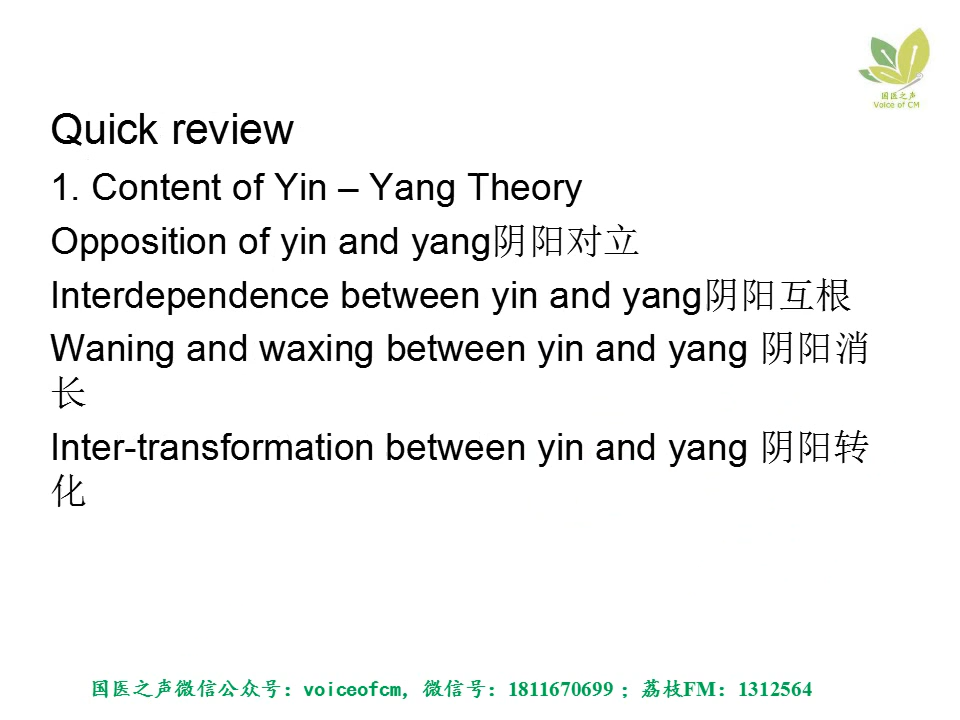 国医之声
Voice of CM
Quick review
1. Content of Yin – Yang Theory
Opposition of yin and yang阴阳对立
Interdependence between yin and yang阴阳互根
Waning and waxing between yin and yang 阴阳消
长
Inter-transformation between yin and yang 阴阳转
化
国医之声微信公众号：voiceofcm，微信号：1811670699；荔枝FM：1312564